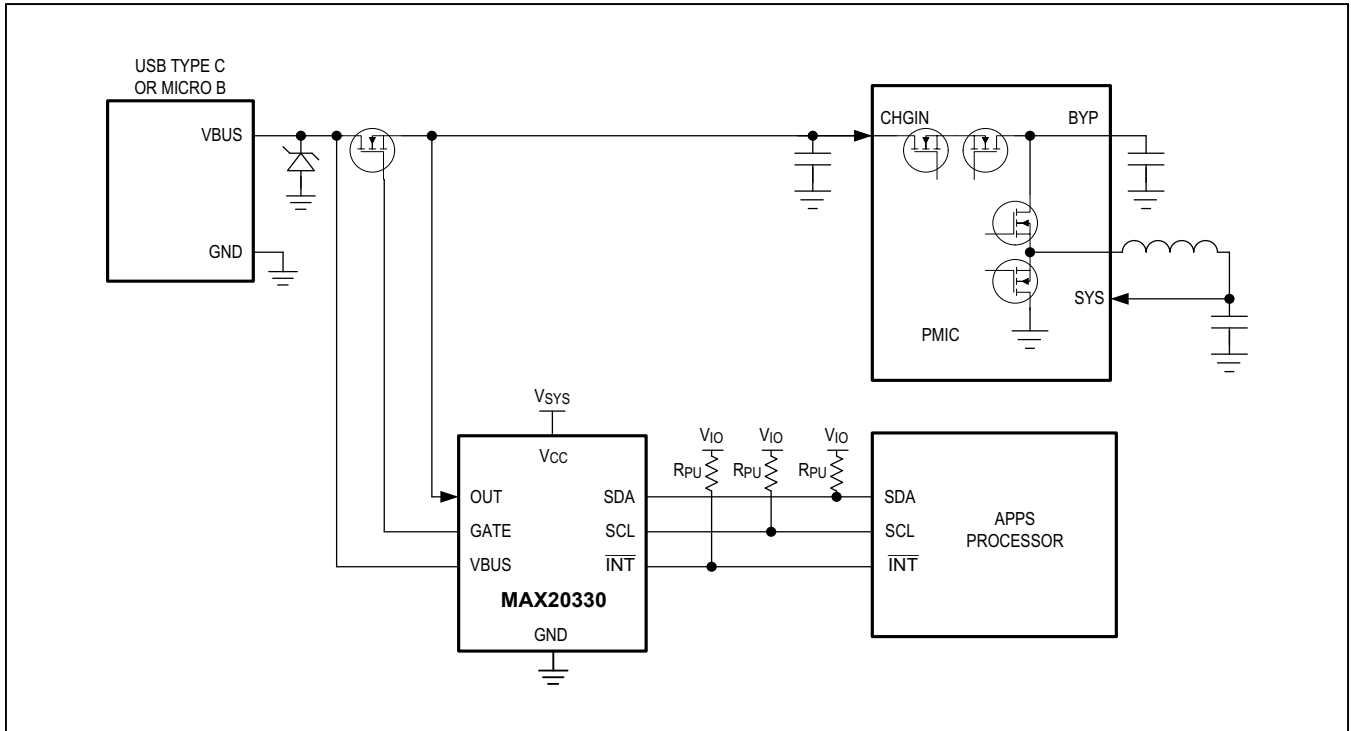 USB TYPE C
OR MICRO B
VBUS
GND
CHGIN
BYP
SYS
PMIC
VSYS
VCC
OUT
GATE
VBUS
SDA
SCL
INT
MAX20330
GND
VIO
VIO
VIO
RPU
RPU
RPU
SDA
SCL
INT
APPS
PROCESSOR